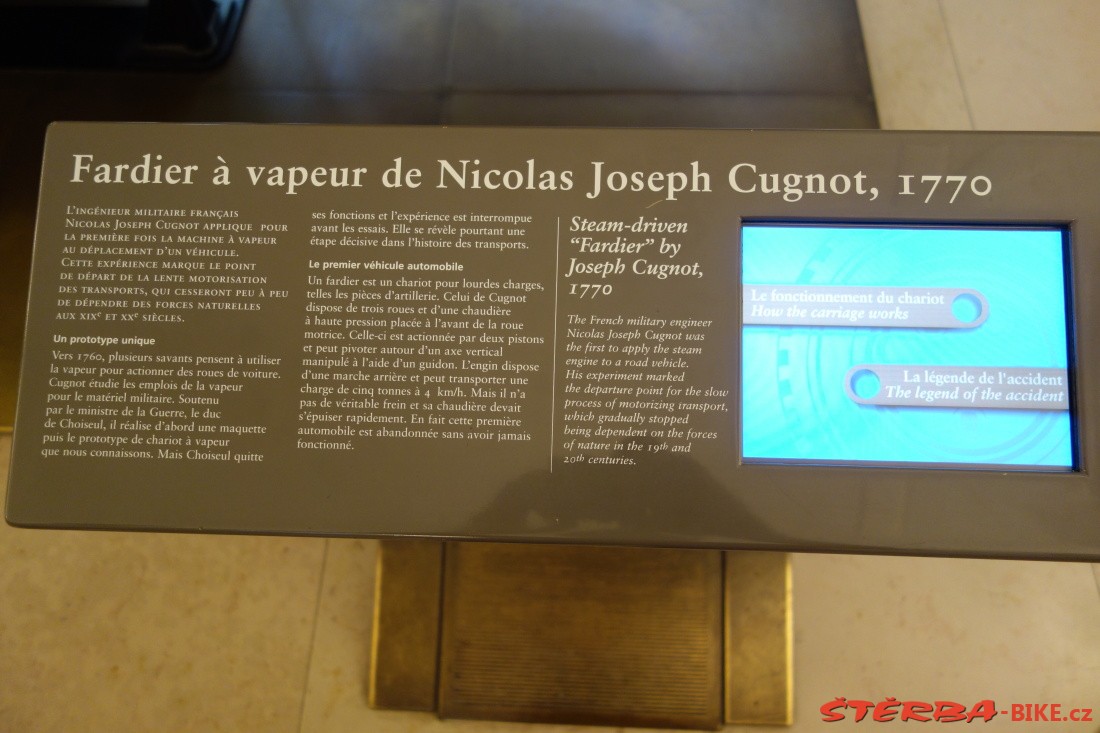 Fardier à vapeur de Nicolas Joseph Cugnot, 1770
L'INGÉNIEUR MILITAIRE FRANÇAIS
NICOLAS JOSEPH CUGNOT APPLIQUE POUR
LA PREMIÈRE FOIS LA MACHINE À VAPEUR
AU DÉPLACEMENT D'UN VÉHICULE.
CETTE EXPÉRIENCE MARQUE LE POINT
DE DÉPART DE LA LENTE MOTORISATION
DES TRANSPORTS, QUI CESSERONT PEU À PEU
DE DÉPENDRE DES FORCES NATURELLES
AUX XIXe ET XXe SIÈCLES.
Un prototype unique
Vers 1760, plusieurs savants pensent à utiliser
la vapeur pour actionner des roues de voiture.
Cugnot étudie les emplois de la vapeur
pour le matériel militaire. Soutenu
par le ministre de la Guerre, le duc
de Choiseul, il réalise d'abord une maquette
puis le prototype de chariot à vapeur
que nous connaissons. Mais Choiseul quitte
ses fonctions et l'expérience est interrompue
avant les essais. Elle se révèle pourtant une
étape décisive dans l'histoire des transports.
Le premier véhicule automobile
Un fardier est un chariot pour lourdes charges,
telles les pièces d'artillerie. Celui de Cugnot
dispose de trois roues et d'une chaudière
à haute pression placée à l'avant de la roue
motrice. Celle-ci est actionnée par deux pistons
et peut pivoter autour d'un axe vertical
manipulé à l'aide d'un guidon. L'engin dispose
d'une marche arrière et peut transporter une
charge de cinq tonnes à 4 km/h. Mais il n'a
pas de véritable frein et sa chaudière devait
s'épuiser rapidement. En fait cette première
automobile est abandonnée sans avoir jamais
fonctionné.
Steam-driven
"Fardier" by
Joseph Cugnot,
1770
The French military engineer
Nicolas Joseph Cugnot was
the first to apply the steam
engine to a road vehicle.
His experiment marked
the departure point for the slow
process of motorizing transport,
which gradually stopped
being dependent on the forces
of nature in the 19th and
20th centuries.
Le fonctionnement du chariot
How the carriage works
La légende de l'accident
The legend of the accident
ŠTĚRBA-BIKE.cz